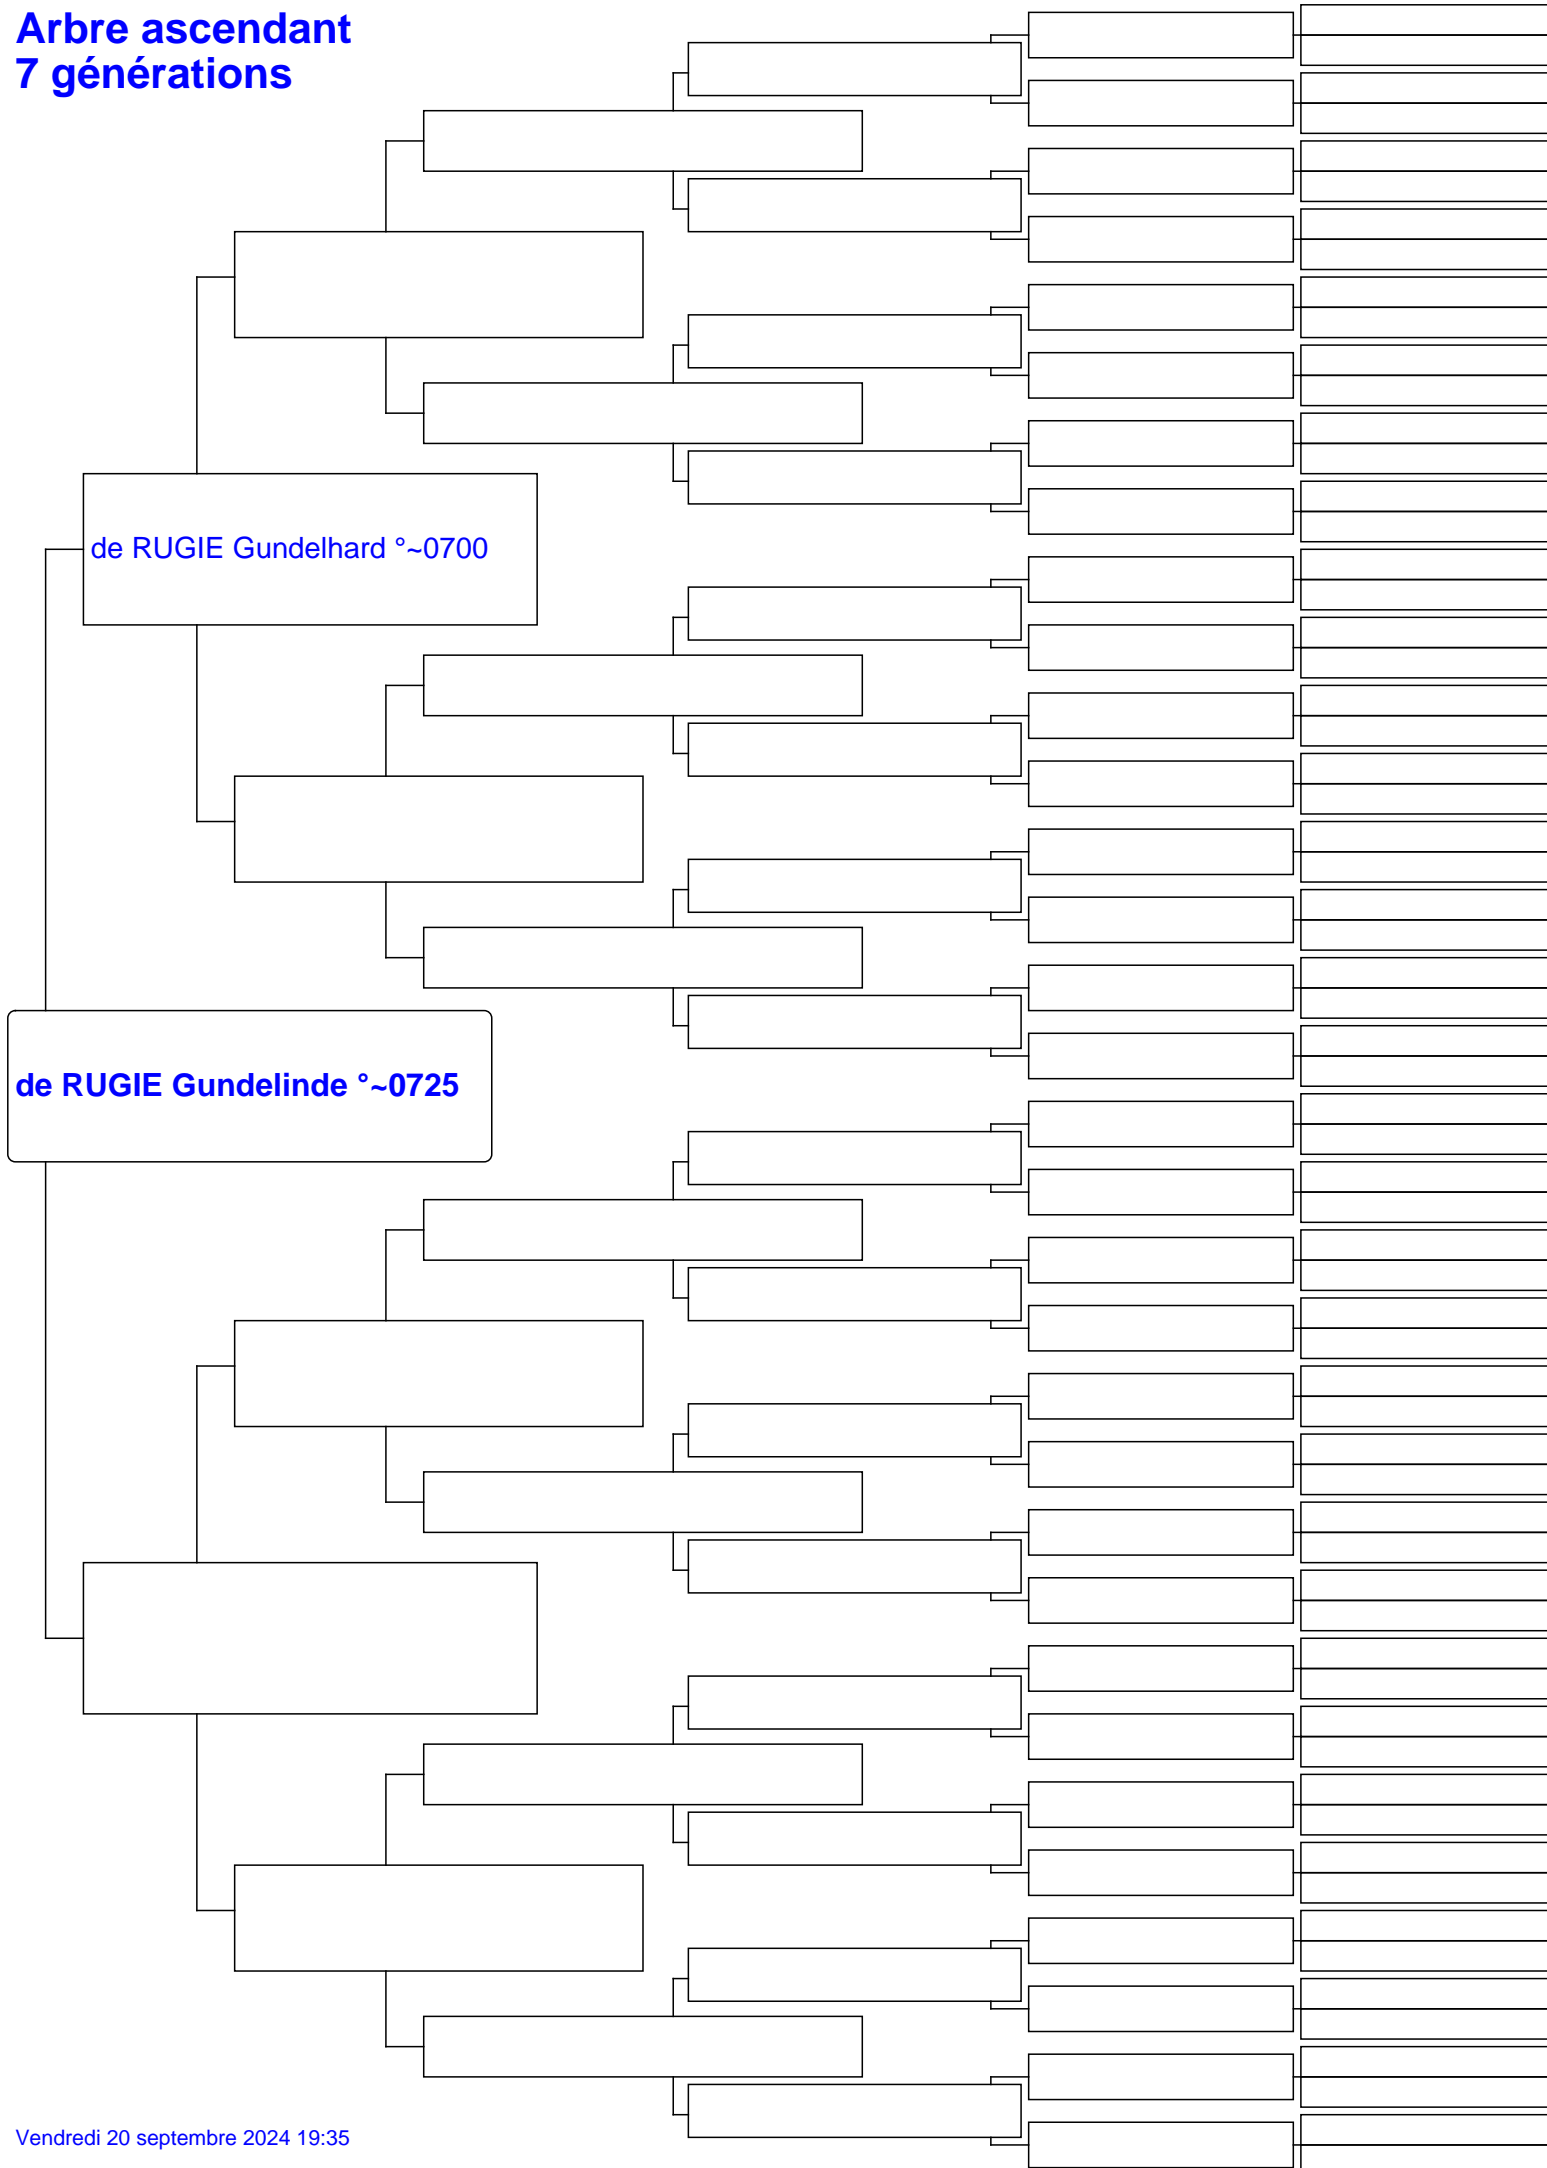 Arbre ascendant
7 générations
de RUGIE Gundelhard °~0700
de RUGIE Gundelinde °~0725
Vendredi 20 septembre 2024 19:35